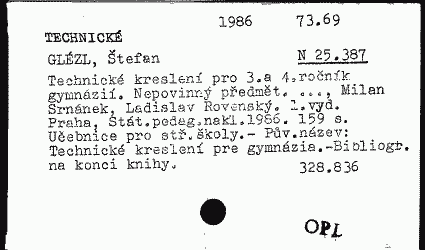 1986 73.69
TECHNICKÉ
GLÉZL, Štefan N 25.387
Technické kreslení pro 3.a 4.ročník
gymnázií. Nepovinný předmět. ..., Milan
Srnánek, Ladislav Rovenský. 1.vyd.
Praha, Stát.pedag.nakl.1986. 159 s.
Učebnice pro stř.školy.- Pův.název:
Technické kreslení pre gymnázia.-Bibliogr.
na konci knihy. 328.836
OPL